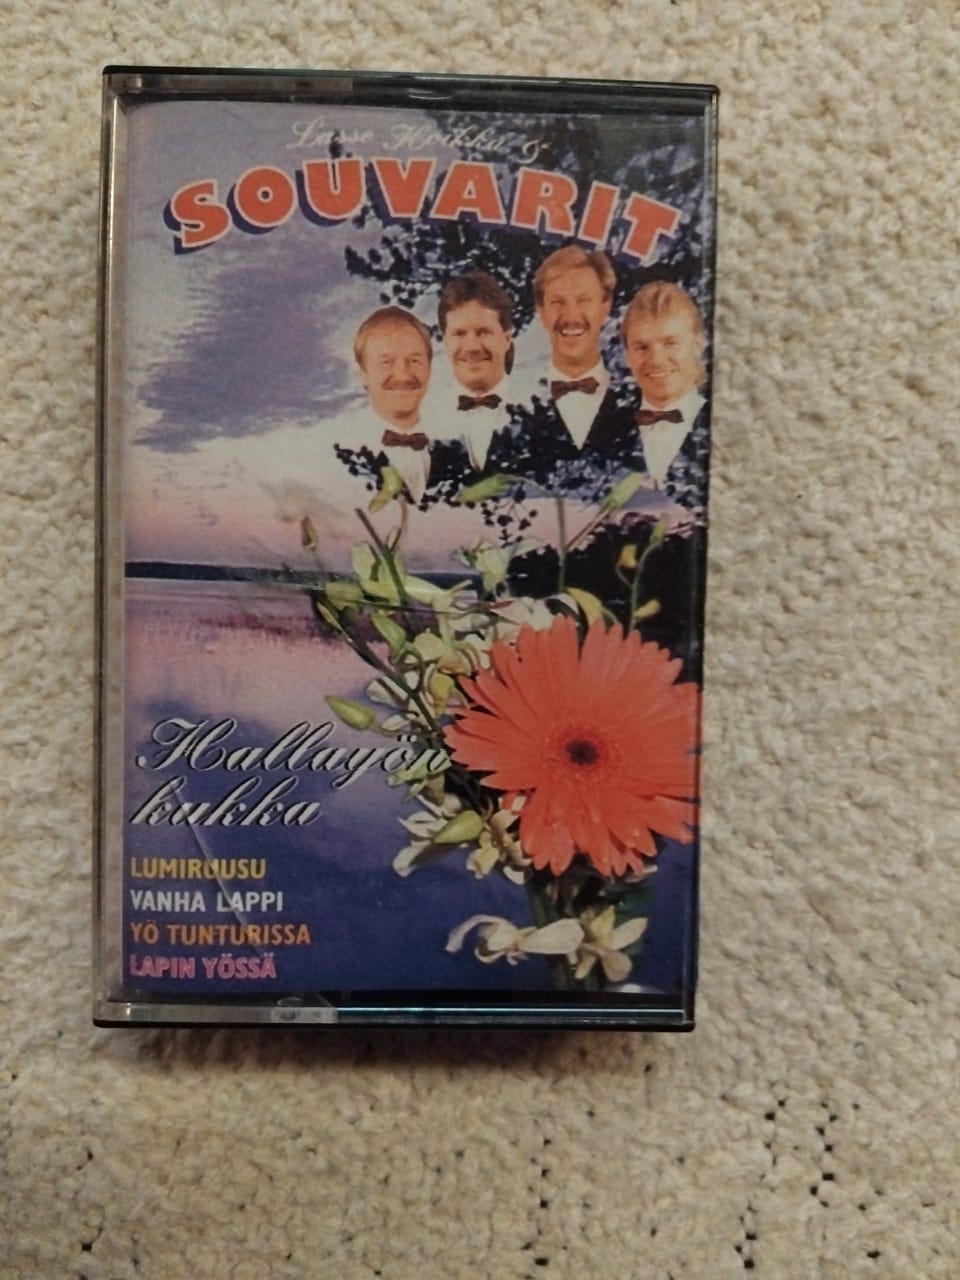 Lasse Hoikka &
SOUVARIT
Hallayön
kukka
LUMIRUUSU
VANHA LAPPI
YÖ TUNTURISSA
LAPIN YÖSSÄ